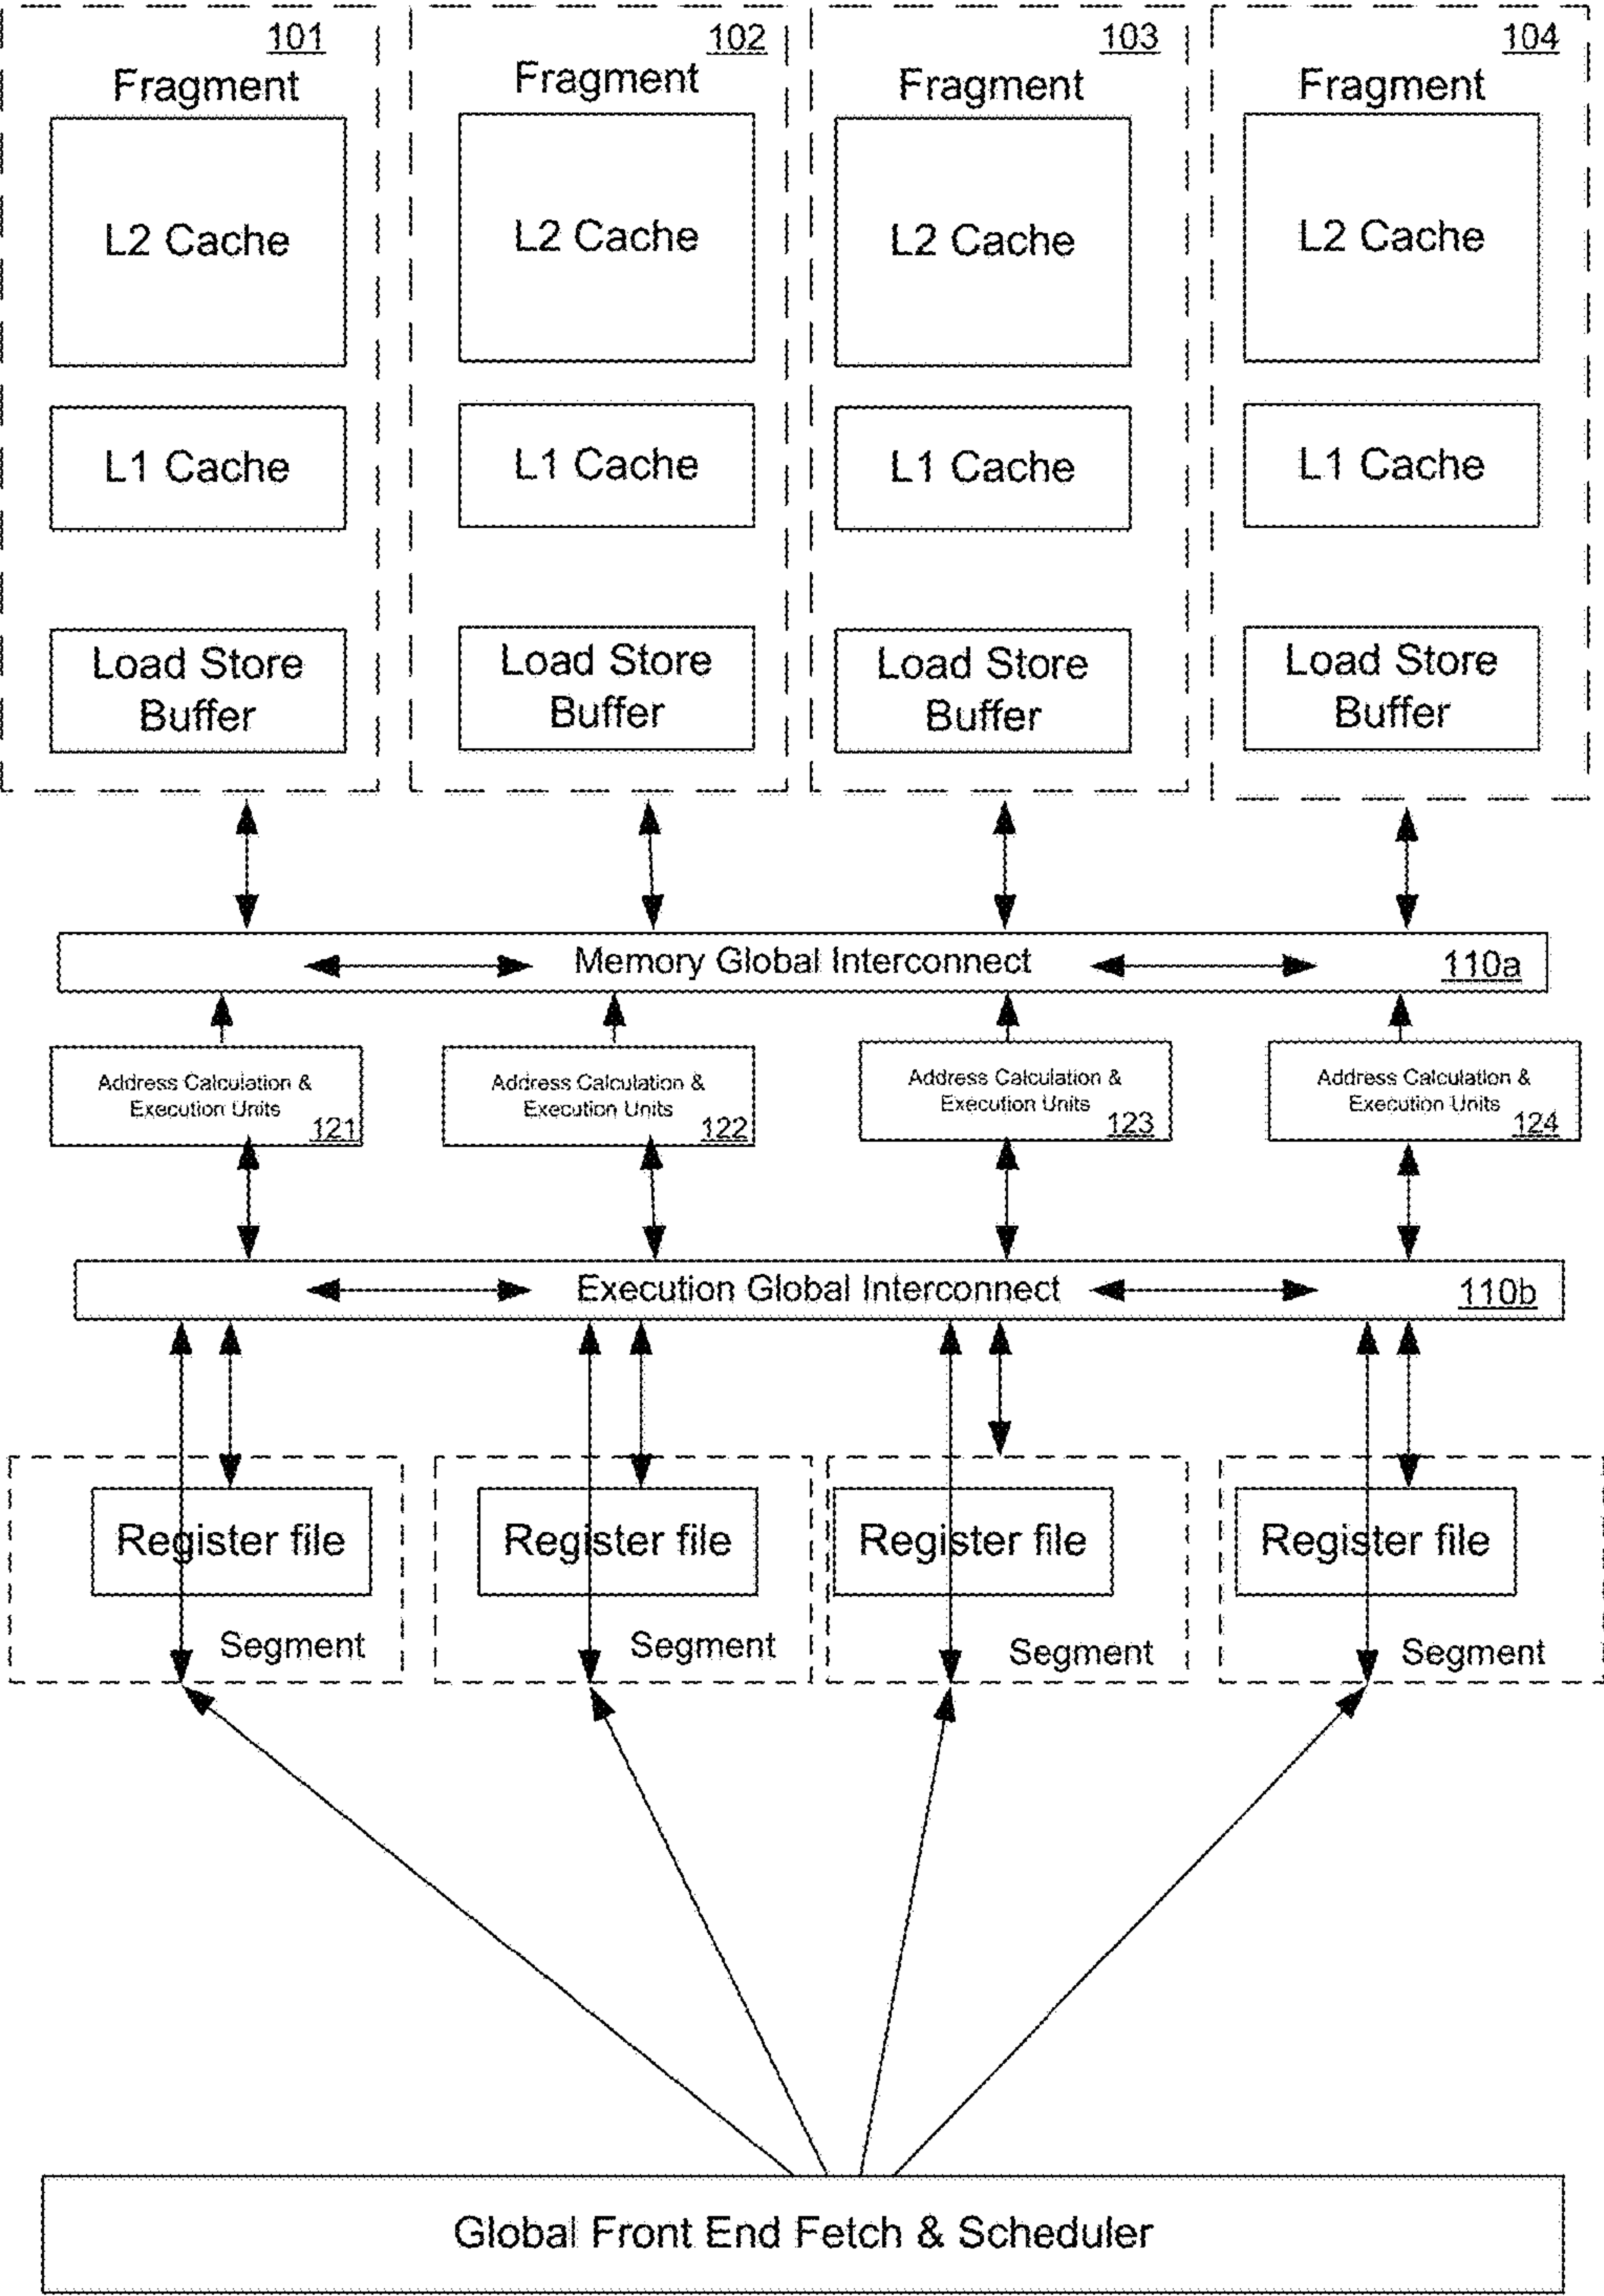 101
Fragment
L2 Cache
L1 Cache
Load Store
Buffer
102
Fragment
L2 Cache
L1 Cache
Load Store
Buffer
103
Fragment
L2 Cache
L1 Cache
Load Store
Buffer
104
Fragment
L2 Cache
L1 Cache
Load Store
Buffer
Memory Global Interconnect
110a
Address Calculation &
Execution Units
121
Address Calculation &
Execution Units
122
Address Calculation &
Execution Units
123
Address Calculation &
Execution Units
124
Execution Global Interconnect
110b
Register file
Segment
Register file
Segment
Register file
Segment
Register file
Segment
Global Front End Fetch & Scheduler